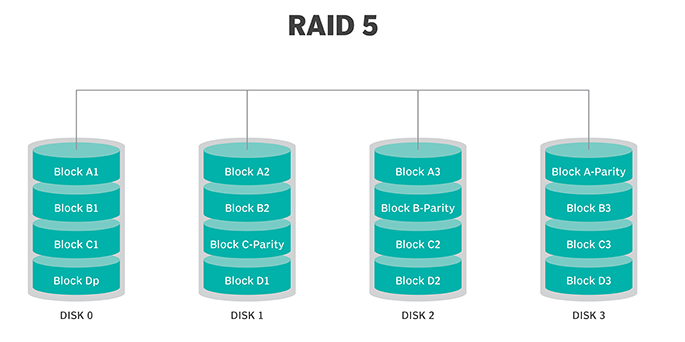 RAID 5
Block A1
Block B1
Block C1
Block Dp
DISK 0
Block A2
Block B2
Block C-Parity
Block D1
DISK 1
Block A3
Block B-Parity
Block C2
Block D2
DISK 2
Block A-Parity
Block B3
Block C3
Block D3
DISK 3